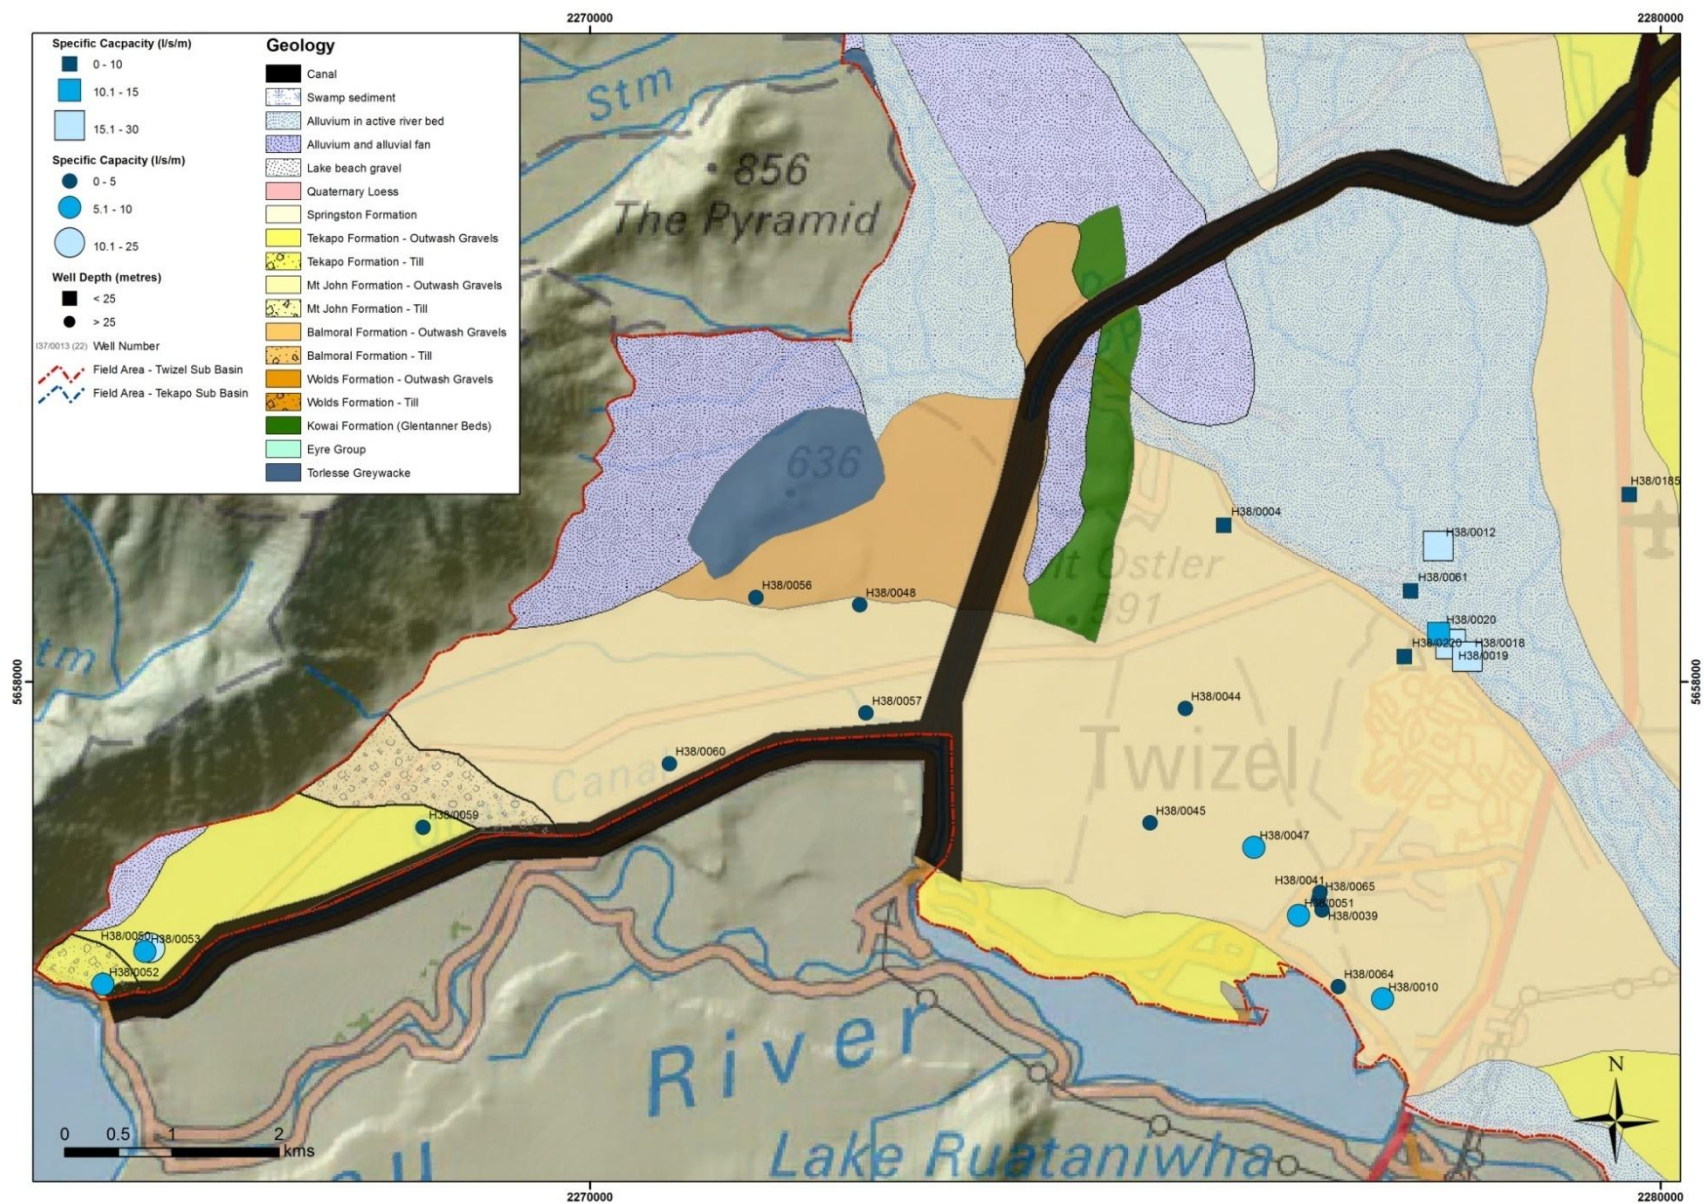 2270000
2280000
Specific Cacpacity (l/s/m)
0 - 10
10.1 - 15
15.1 - 30
Specific Capacity (l/s/m)
0 - 5
5.1 - 10
10.1 - 25
Well Depth (metres)
< 25
> 25
I37/0013 (22) Well Number
Field Area - Twizel Sub Basin
Field Area - Tekapo Sub Basin
Geology
Canal
Swamp sediment
Alluvium in active river bed
Alluvium and alluvial fan
Lake beach gravel
Quaternary Loess
Springston Formation
Tekapo Formation - Outwash Gravels
Tekapo Formation - Till
Mt John Formation - Outwash Gravels
Mt John Formation - Till
Balmoral Formation - Outwash Gravels
Balmoral Formation - Till
Wolds Formation - Outwash Gravels
Wolds Formation - Till
Kowai Formation (Glentanner Beds)
Eyre Group
Torlesse Greywacke
Stm
856
The Pyramid
636
H38/0185
H38/0004
H38/0012
Ostler
H38/0061
H38/0056
H38/0048
591
H38/0020
H38/0220
H38/0018
H38/0019
tm
5658000
5658000
H38/0044
H38/0057
Twizel
H38/0060
Canal
H38/0059
H38/0045
H38/0047
H38/0041
H38/0065
H38/0051
H38/0039
H38/0050
H38/0053
H38/0052
H38/0064
H38/0010
River
N
0 0.5 1 2
kms
Lake Ruataniwha
2270000
2280000